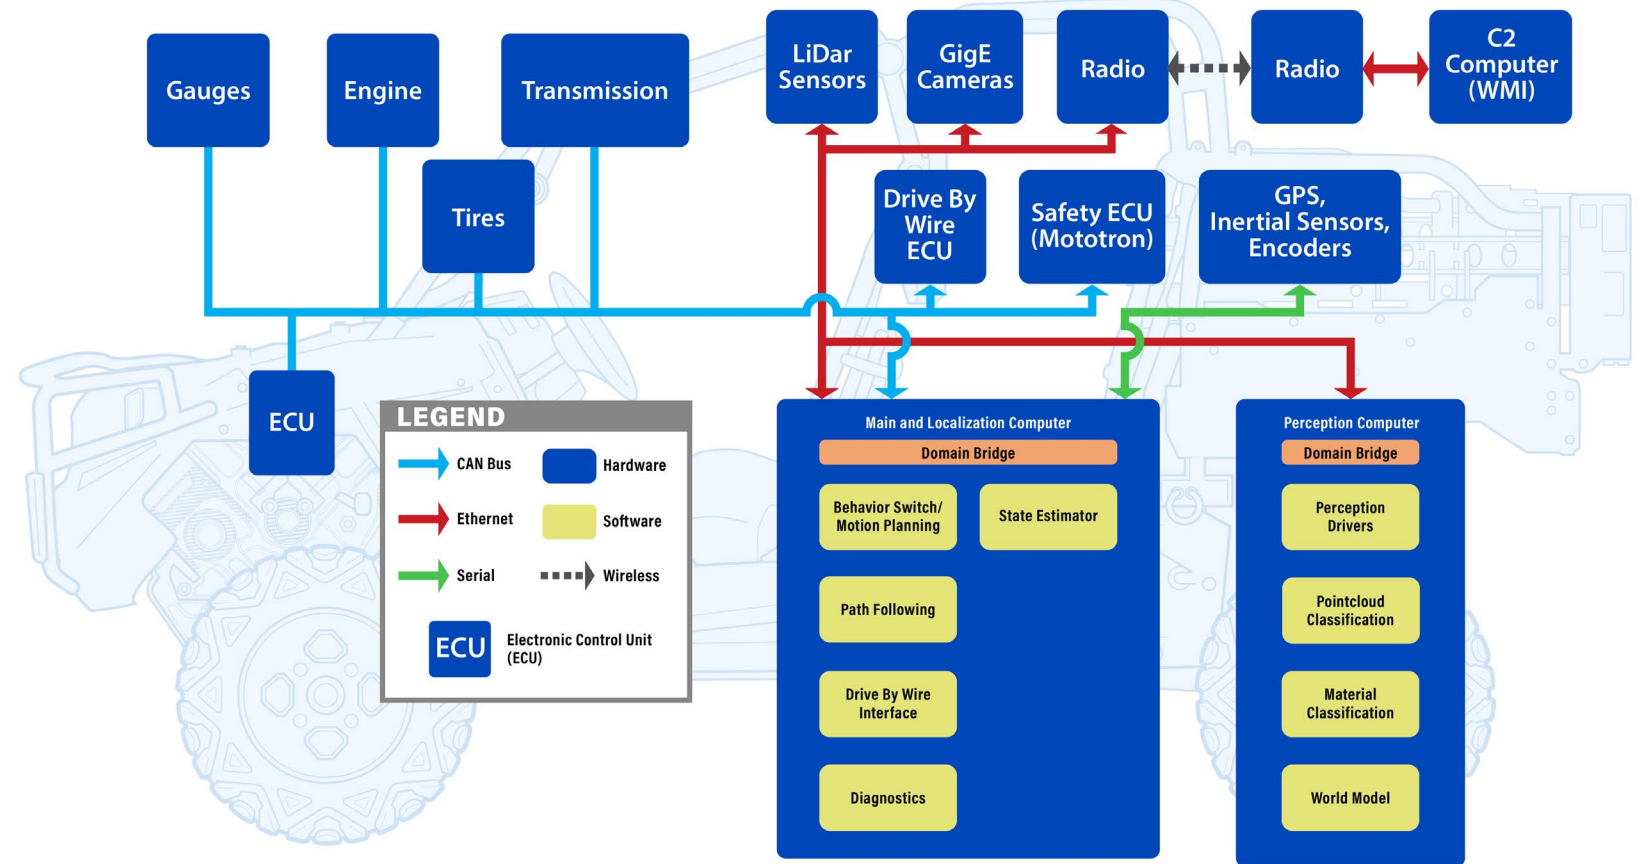 Gauges
Engine
Transmission
LiDar
Sensors
GigE
Cameras
Radio
Radio
C2
Computer
(WMI)
Tires
Drive By
Wire
ECU
Safety ECU
(Mototron)
GPS,
Inertial Sensors,
Encoders
ECU
LEGEND
CAN Bus
Hardware
Ethernet
Software
Serial
Wireless
ECU
Electronic Control Unit
(ECU)
Main and Localization Computer
Domain Bridge
Behavior Switch/
Motion Planning
State Estimator
Path Following
Drive By Wire
Interface
Diagnostics
Perception Computer
Domain Bridge
Perception
Drivers
Pointcloud
Classification
Material
Classification
World Model